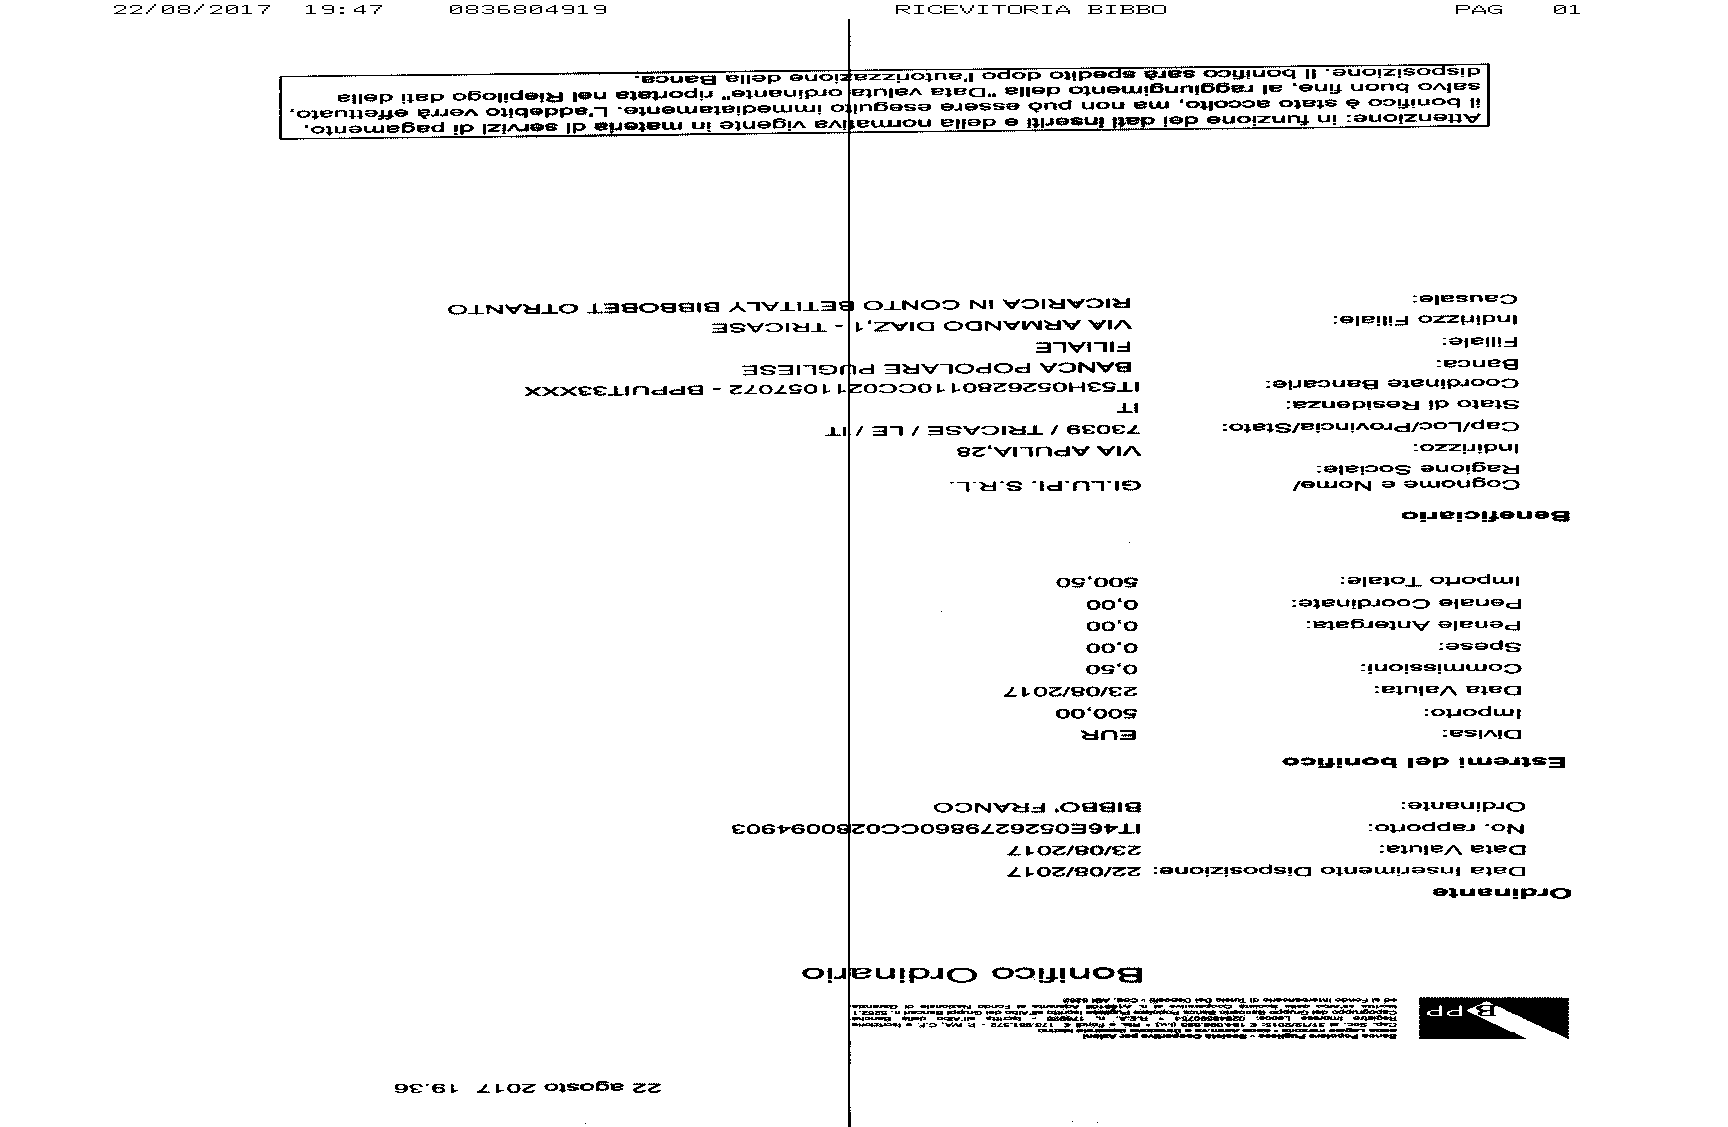 22/08/2017 19:47 0836804919 RICEVITORIA BIBBO PAG 01
22 agosto 2017 19.36
BPP
Banca Popolare Pugliese - Società Cooperativa per Azioni
Bonifico Ordinario
Ordinante
Data Inserimento Disposizione: 22/08/2017
Data Valuta: 23/08/2017
No. rapporto: IT46E0526279860CC0280094903
Ordinante: BIBBO' FRANCO
Estremi del bonifico
Divisa: EUR
Importo: 500,00
Data Valuta: 23/08/2017
Commissioni: 0,50
Spese: 0,00
Penale Antergata: 0,00
Penale Coordinate: 0,00
Importo Totale: 500,50
Beneficiario
Cognome e Nome/ GI.LU.PI. S.R.L.
Ragione Sociale:
Indirizzo: VIA APULIA,28
Cap/Loc/Provincia/Stato: 73039 / TRICASE / LE / IT
Stato di Residenza: IT
Coordinate Bancarie: IT53H0526280110CC0211057072 - BPPUIT33XXX
Banca: BANCA POPOLARE PUGLIESE
Filiale: FILIALE
Indirizzo Filiale: VIA ARMANDO DIAZ,1 - TRICASE
Causale: RICARICA IN CONTO BETITALY BIBBOBET OTRANTO
Attenzione: in funzione dei dati inseriti e della normativa vigente in materia di servizi di pagamento,
il bonifico è stato accolto, ma non può essere eseguito immediatamente. L'addebito verrà effettuato,
salvo buon fine, al raggiungimento della "Data valuta ordinante" riportata nel Riepilogo dati della
disposizione. Il bonifico sarà spedito dopo l'autorizzazione della Banca.